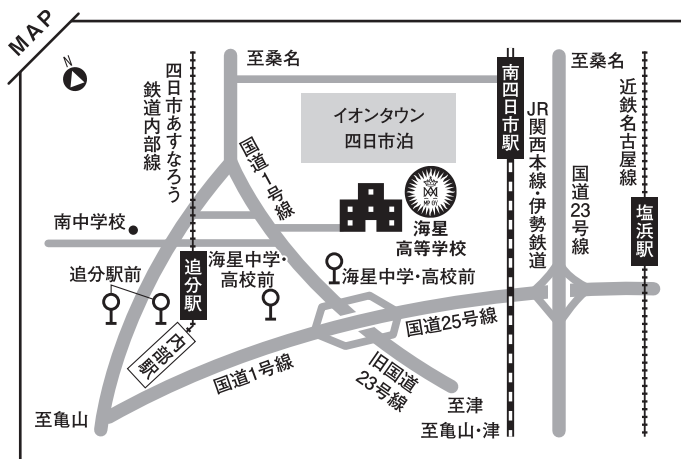 MAP
N
四日市あすなろう
鉄道内部線
至桑名
イオンタウン
四日市泊
南四日市駅
JR関西本線・伊勢鉄道
至桑名
国道23号線
近鉄名古屋線
塩浜駅
国道1号線
海星
高等学校
南中学校
追分駅前
追分駅
海星中学・
高校前
海星中学・高校前
内部駅
国道1号線
国道25号線
旧国道
23号線
至亀山
至津
至亀山・津